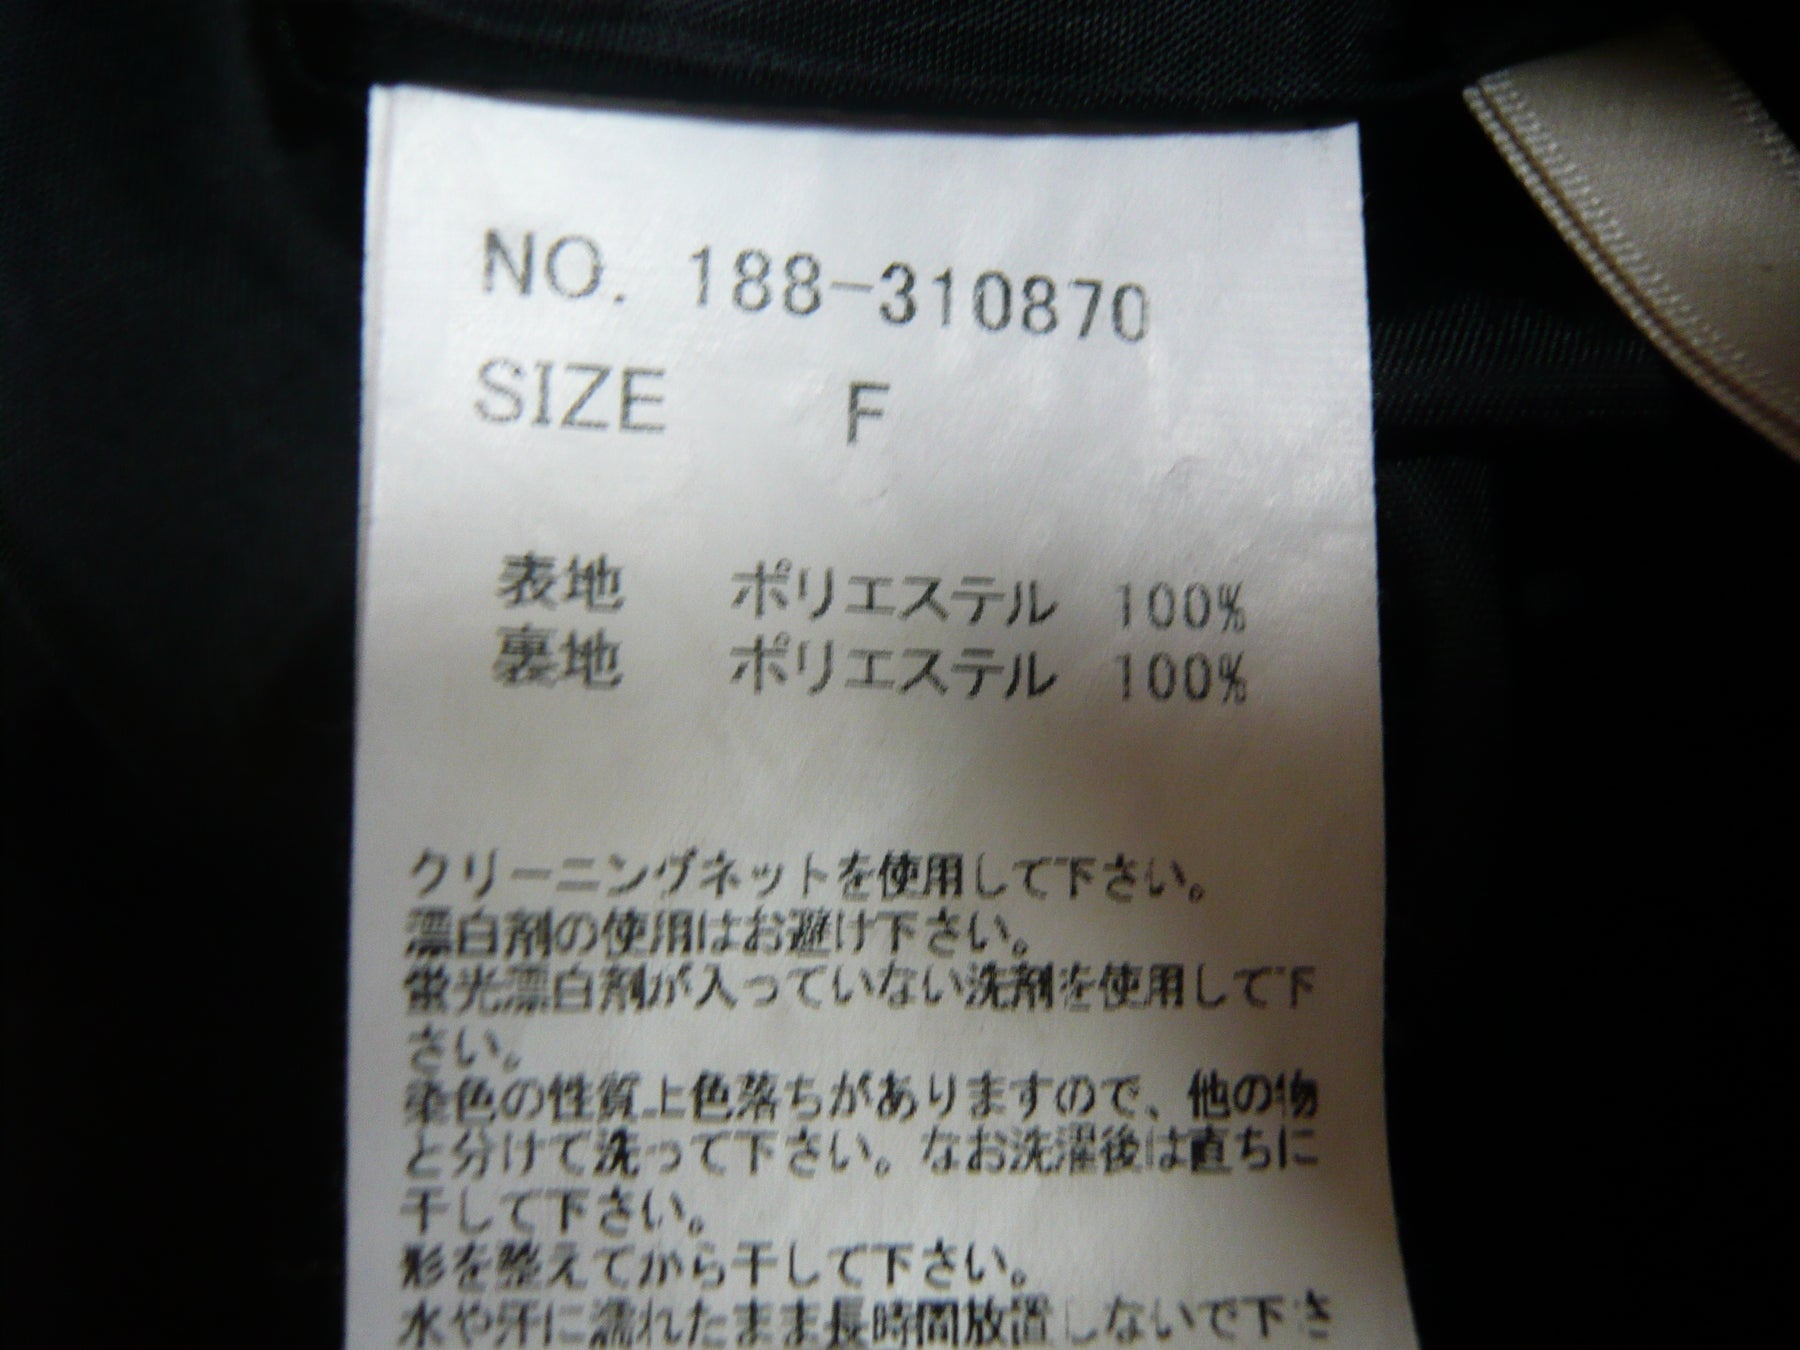 NO. 188-310870
SIZE F
表地 ポリエステル 100%
裏地 ポリエステル 100%
クリーニングネットを使用して下さい。
漂白剤の使用はお避け下さい。
蛍光漂白剤が入っていない洗剤を使用して下
さい。
染色の性質上色落ちがありますので、他の物
と分けて洗って下さい。なお洗濯後は直ちに
干して下さい。
形を整えてから干して下さい。
水や汗に濡れたまま長時間放置しないで下さ